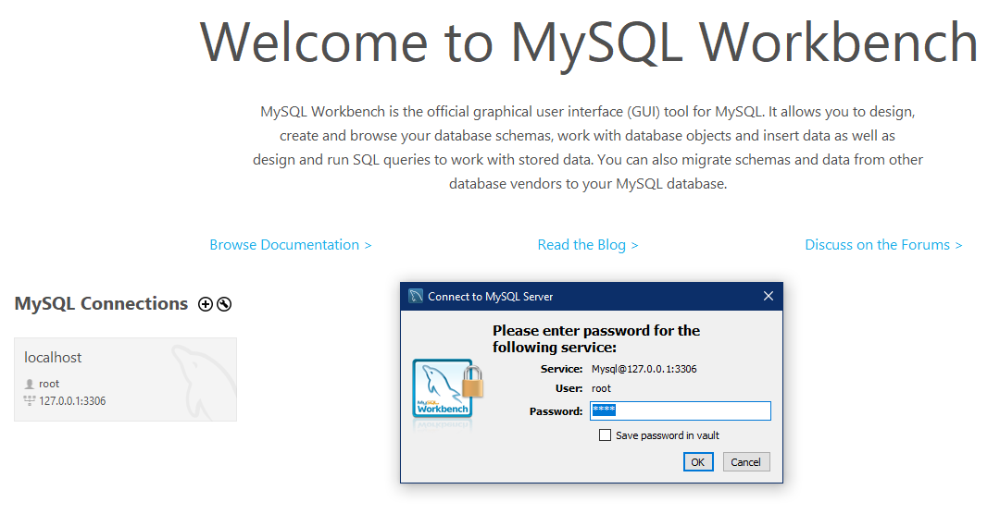 Welcome to MySQL Workbench
MySQL Workbench is the official graphical user interface (GUI) tool for MySQL. It allows you to design,
create and browse your database schemas, work with database objects and insert data as well as
design and run SQL queries to work with stored data. You can also migrate schemas and data from other
database vendors to your MySQL database.
Browse Documentation >
Read the Blog >
Discuss on the Forums >
MySQL Connections
localhost
root
127.0.0.1:3306
Connect to MySQL Server
Please enter password for the
following service:
MySQL
Workbench
Service: Mysql@127.0.0.1:3306
User: root
Password: ****
Save password in vault
OK
Cancel